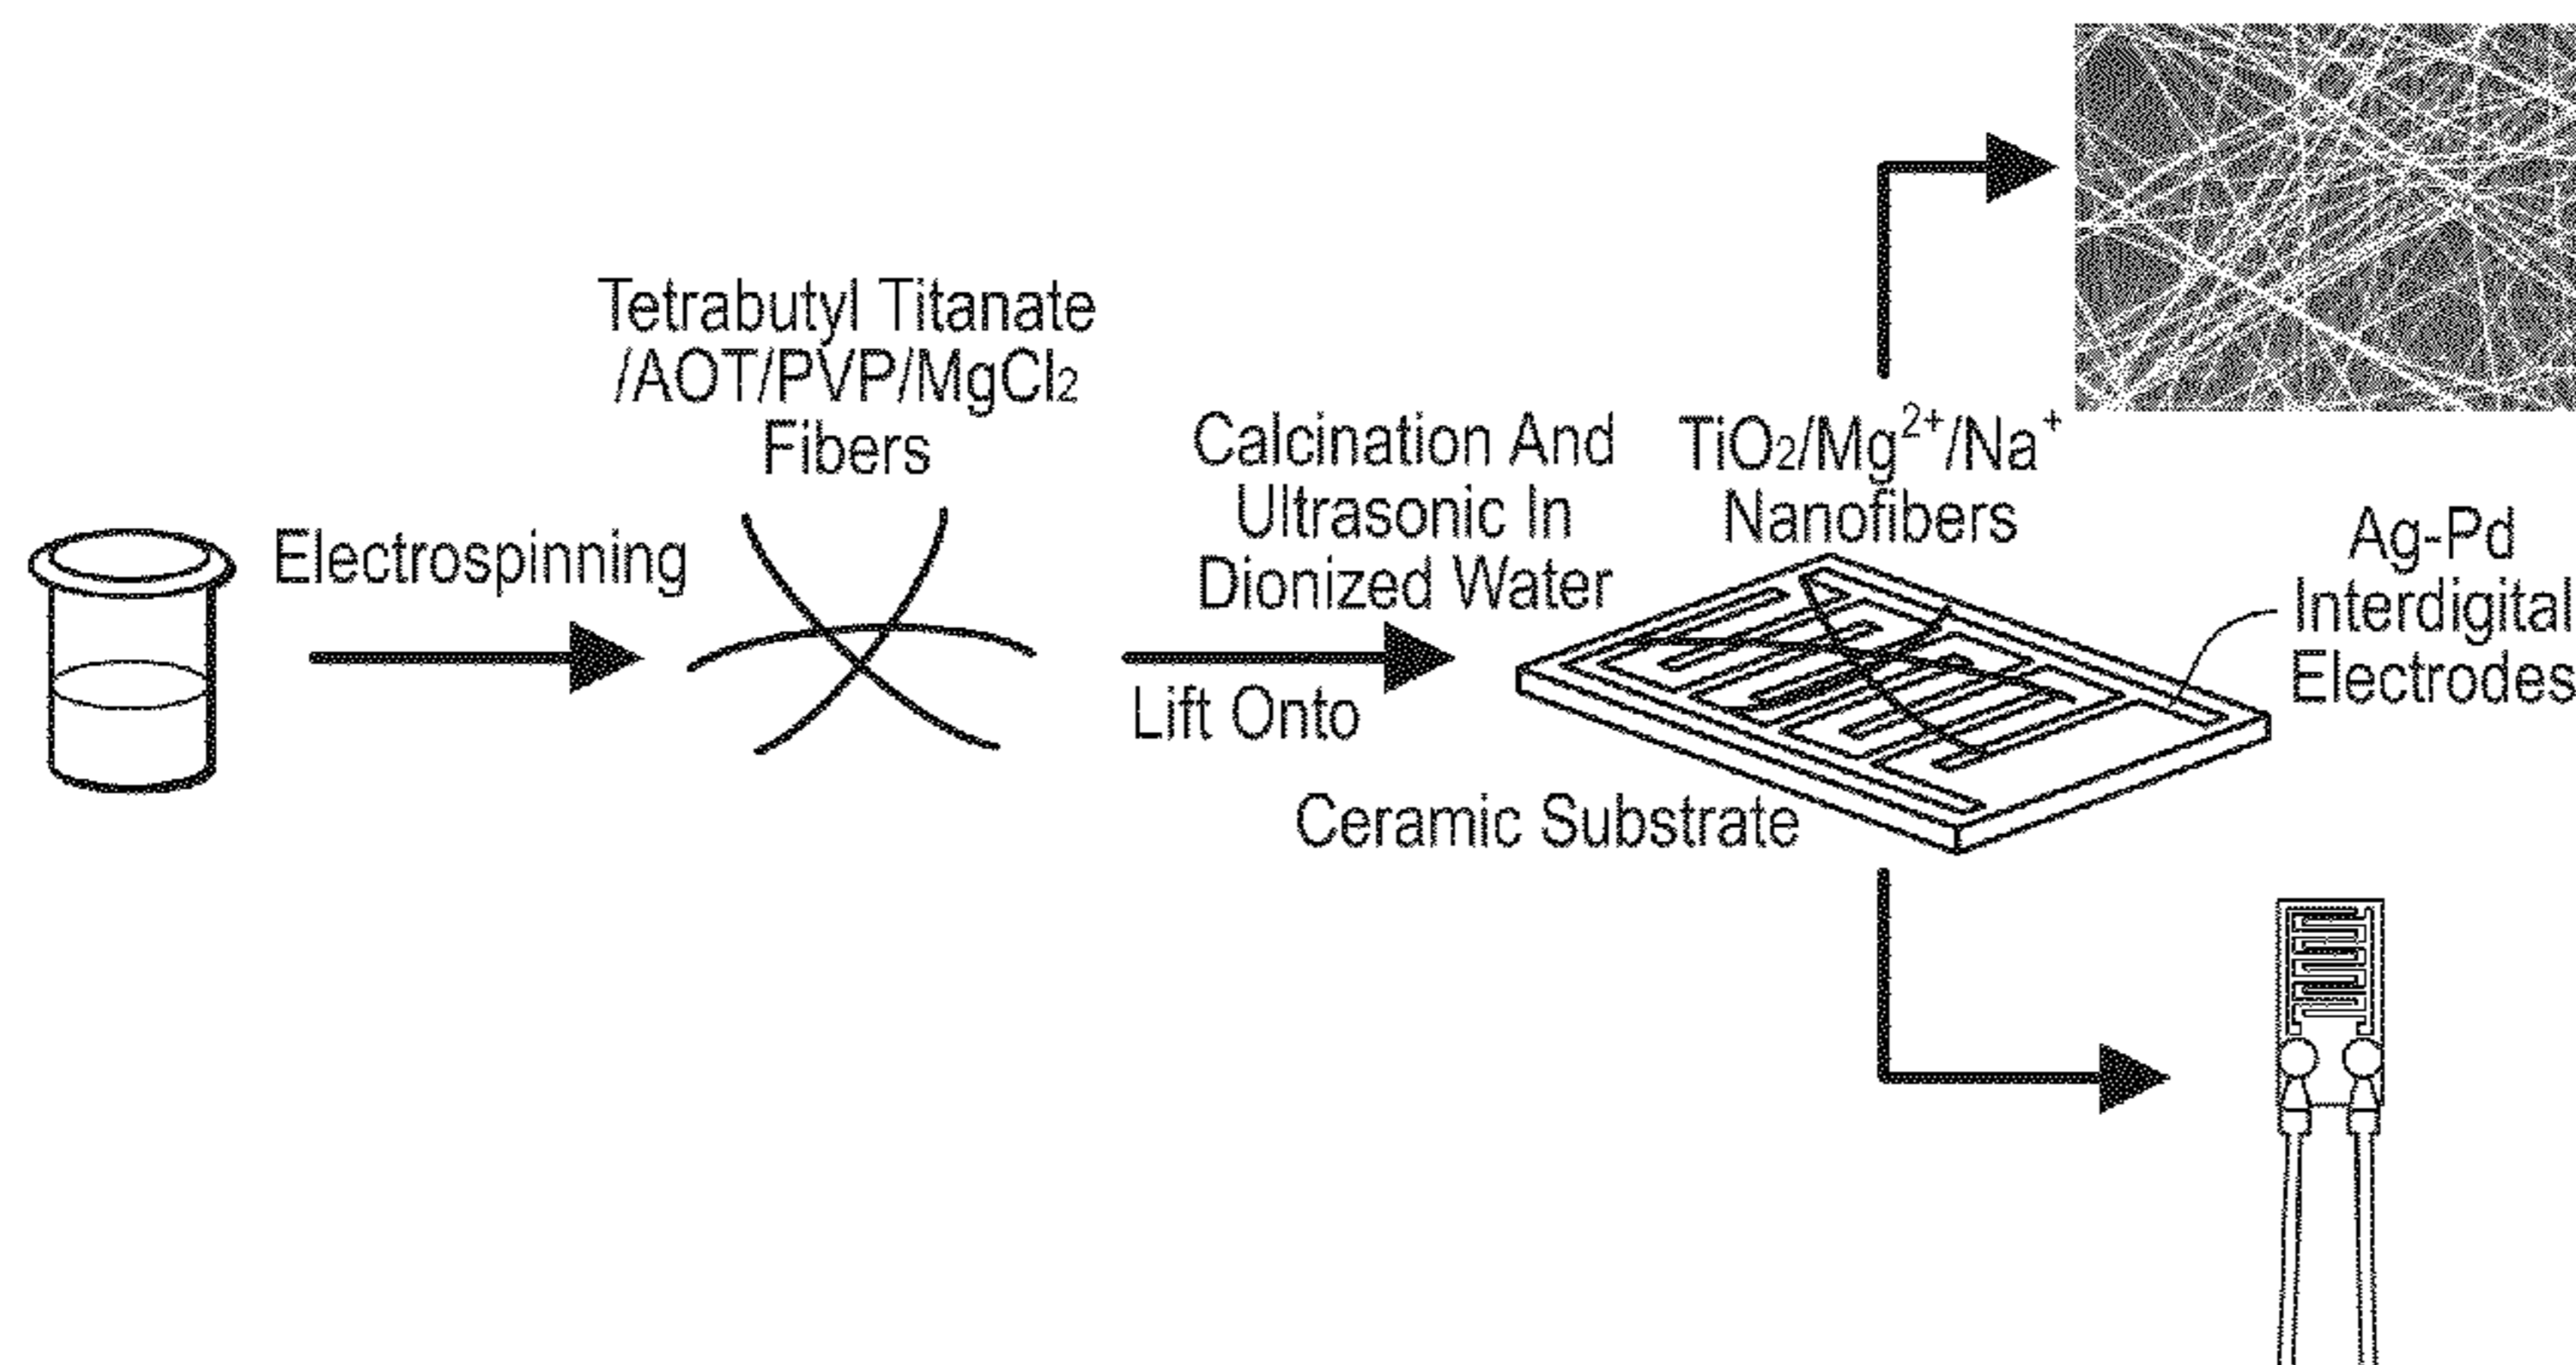 Electrospinning
Tetrabutyl Titanate
/AOT/PVP/MgCl₂
Fibers
Calcination And
Ultrasonic In
Dionized Water
Lift Onto
TiO₂/Mg²⁺/Na⁺
Nanofibers
Ag-Pd
Interdigital
Electrodes
Ceramic Substrate